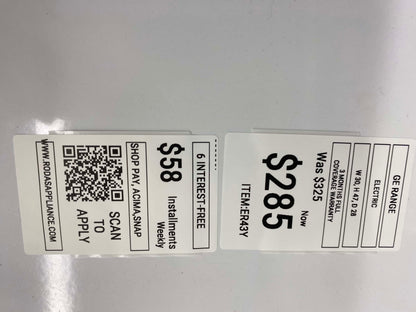 GE RANGE
ELECTRIC
W 30, H 47, D 28
3 MONTHS FULL
COVERAGE WARRANTY
Was $325
Now
$285
ITEM:ER43Y
6 INTEREST-FREE
$58
Installments
Weekly
SHOP PAY, ACIMA,SNAP
SCAN
TO
APPLY
WWW.RODASAPPLIANCE.COM